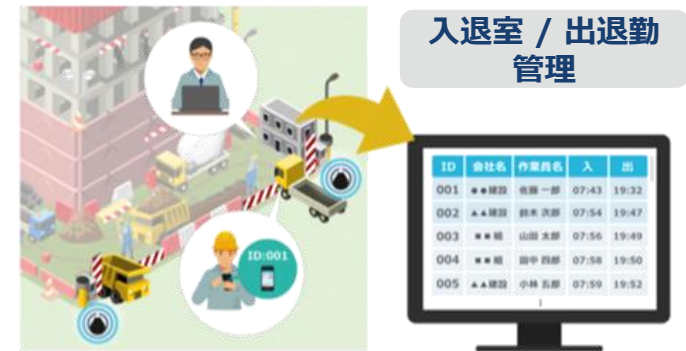 入退室 / 出退勤
管理
ID:001
ID 会社名 作業員名 入 出
001 ●●建設 佐藤 一郎 07:43 19:32
002 ▲▲建設 鈴木 次郎 07:54 19:47
003 ■■組 山田 太郎 07:56 19:49
004 ■■組 田中 四郎 07:58 19:50
005 ▲▲建設 小林 五郎 07:59 19:52